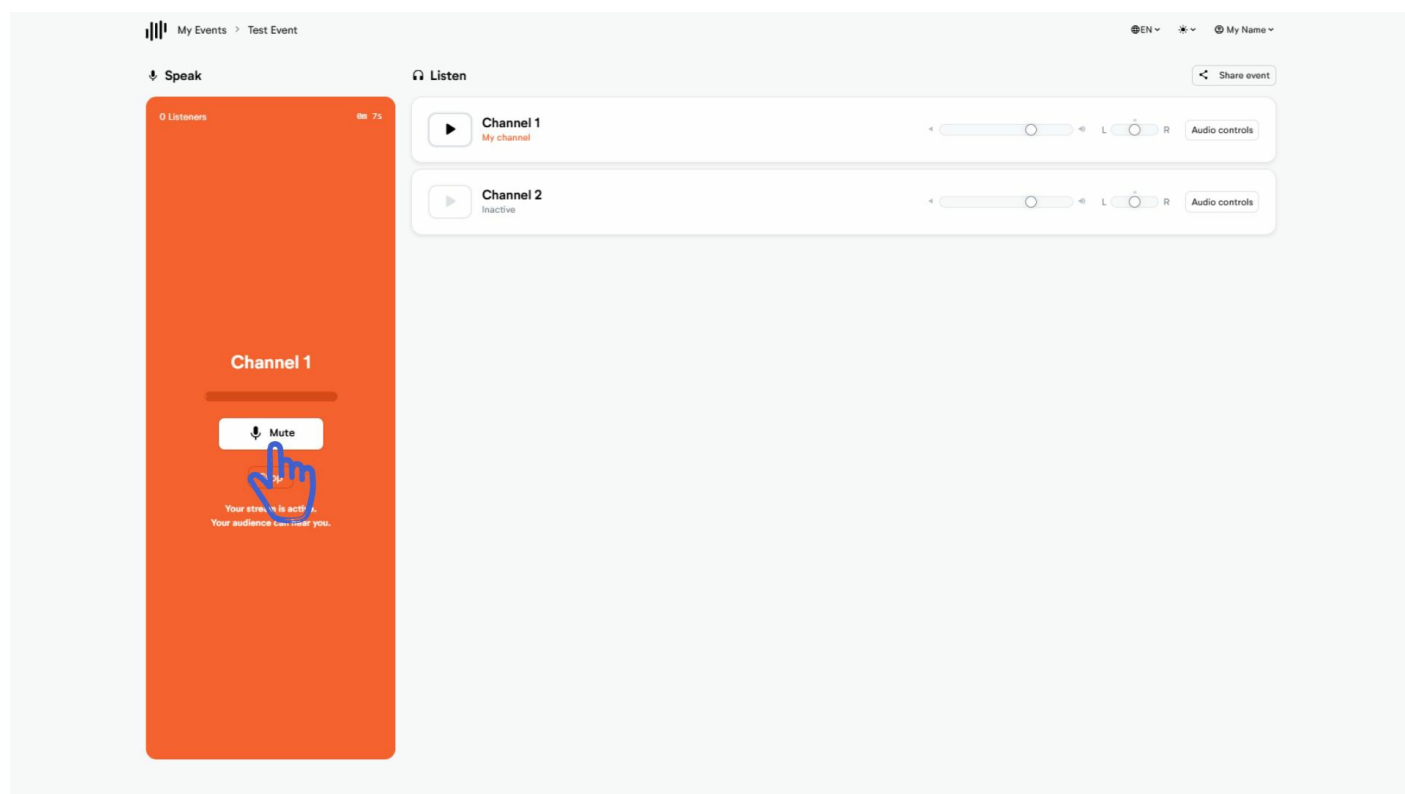 My Events > Test Event
EN
My Name
Speak
Listen
Share event
0 Listeners
0m 7s
Channel 1
My channel
L
R
Audio controls
Channel 2
Inactive
L
R
Audio controls
Channel 1
Mute
Your stream is active.
Your audience can hear you.